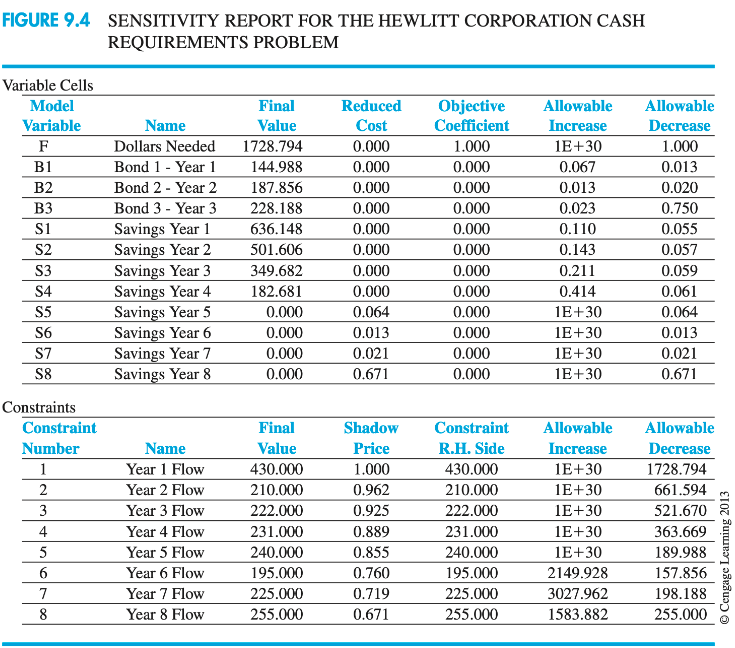 FIGURE 9.4 SENSITIVITY REPORT FOR THE HEWLITT CORPORATION CASH
REQUIREMENTS PROBLEM
Variable Cells
Model Final Reduced Objective Allowable Allowable
Variable Name Value Cost Coefficient Increase Decrease
F Dollars Needed 1728.794 0.000 1.000 1E+30 1.000
B1 Bond 1 - Year 1 144.988 0.000 0.000 0.067 0.013
B2 Bond 2 - Year 2 187.856 0.000 0.000 0.013 0.020
B3 Bond 3 - Year 3 228.188 0.000 0.000 0.023 0.750
S1 Savings Year 1 636.148 0.000 0.000 0.110 0.055
S2 Savings Year 2 501.606 0.000 0.000 0.143 0.057
S3 Savings Year 3 349.682 0.000 0.000 0.211 0.059
S4 Savings Year 4 182.681 0.000 0.000 0.414 0.061
S5 Savings Year 5 0.000 0.064 0.000 1E+30 0.064
S6 Savings Year 6 0.000 0.013 0.000 1E+30 0.013
S7 Savings Year 7 0.000 0.021 0.000 1E+30 0.021
S8 Savings Year 8 0.000 0.671 0.000 1E+30 0.671
Constraints
Constraint Final Shadow Constraint Allowable Allowable
Number Name Value Price R.H. Side Increase Decrease
1 Year 1 Flow 430.000 1.000 430.000 1E+30 1728.794
2 Year 2 Flow 210.000 0.962 210.000 1E+30 661.594
3 Year 3 Flow 222.000 0.925 222.000 1E+30 521.670
4 Year 4 Flow 231.000 0.889 231.000 1E+30 363.669
5 Year 5 Flow 240.000 0.855 240.000 1E+30 189.988
6 Year 6 Flow 195.000 0.760 195.000 2149.928 157.856
7 Year 7 Flow 225.000 0.719 225.000 3027.962 198.188
8 Year 8 Flow 255.000 0.671 255.000 1583.882 255.000
© Cengage Learning 2013